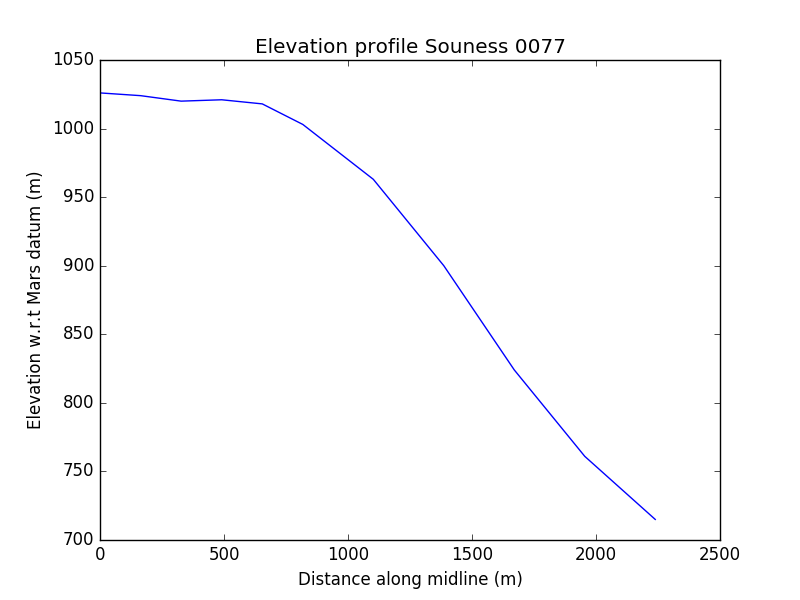 Elevation profile Souness 0077
1050
1000
950
900
850
800
750
700
Elevation w.r.t Mars datum (m)
0 500 1000 1500 2000 2500
Distance along midline (m)